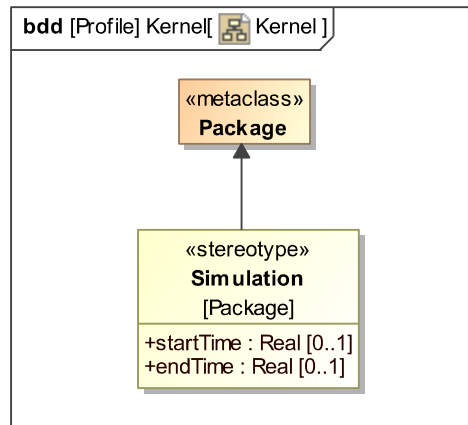 bdd [Profile] Kernel[ Kernel ]
«metaclass»
Package
«stereotype»
Simulation
[Package]
+startTime : Real [0..1]
+endTime : Real [0..1]